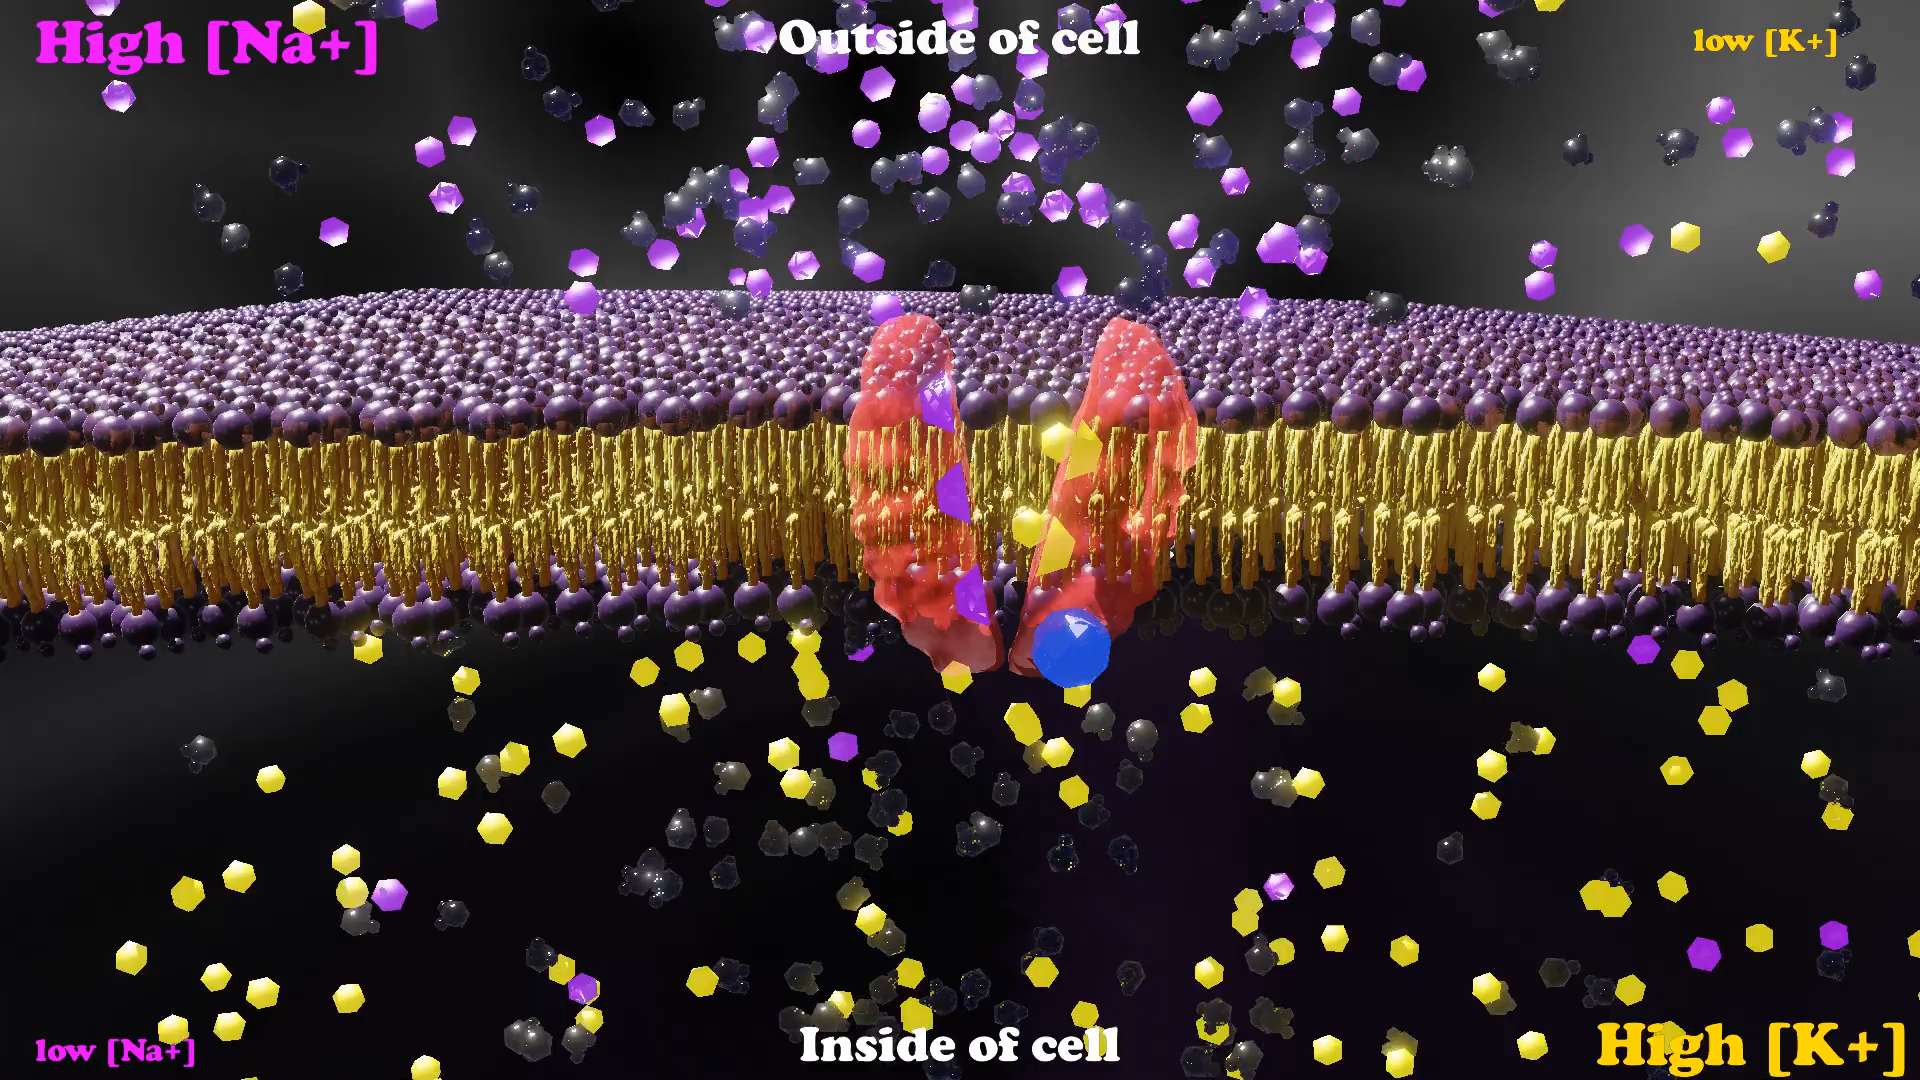 High [Na+]
Outside of cell
low [K+]
low [Na+]
Inside of cell
High [K+]